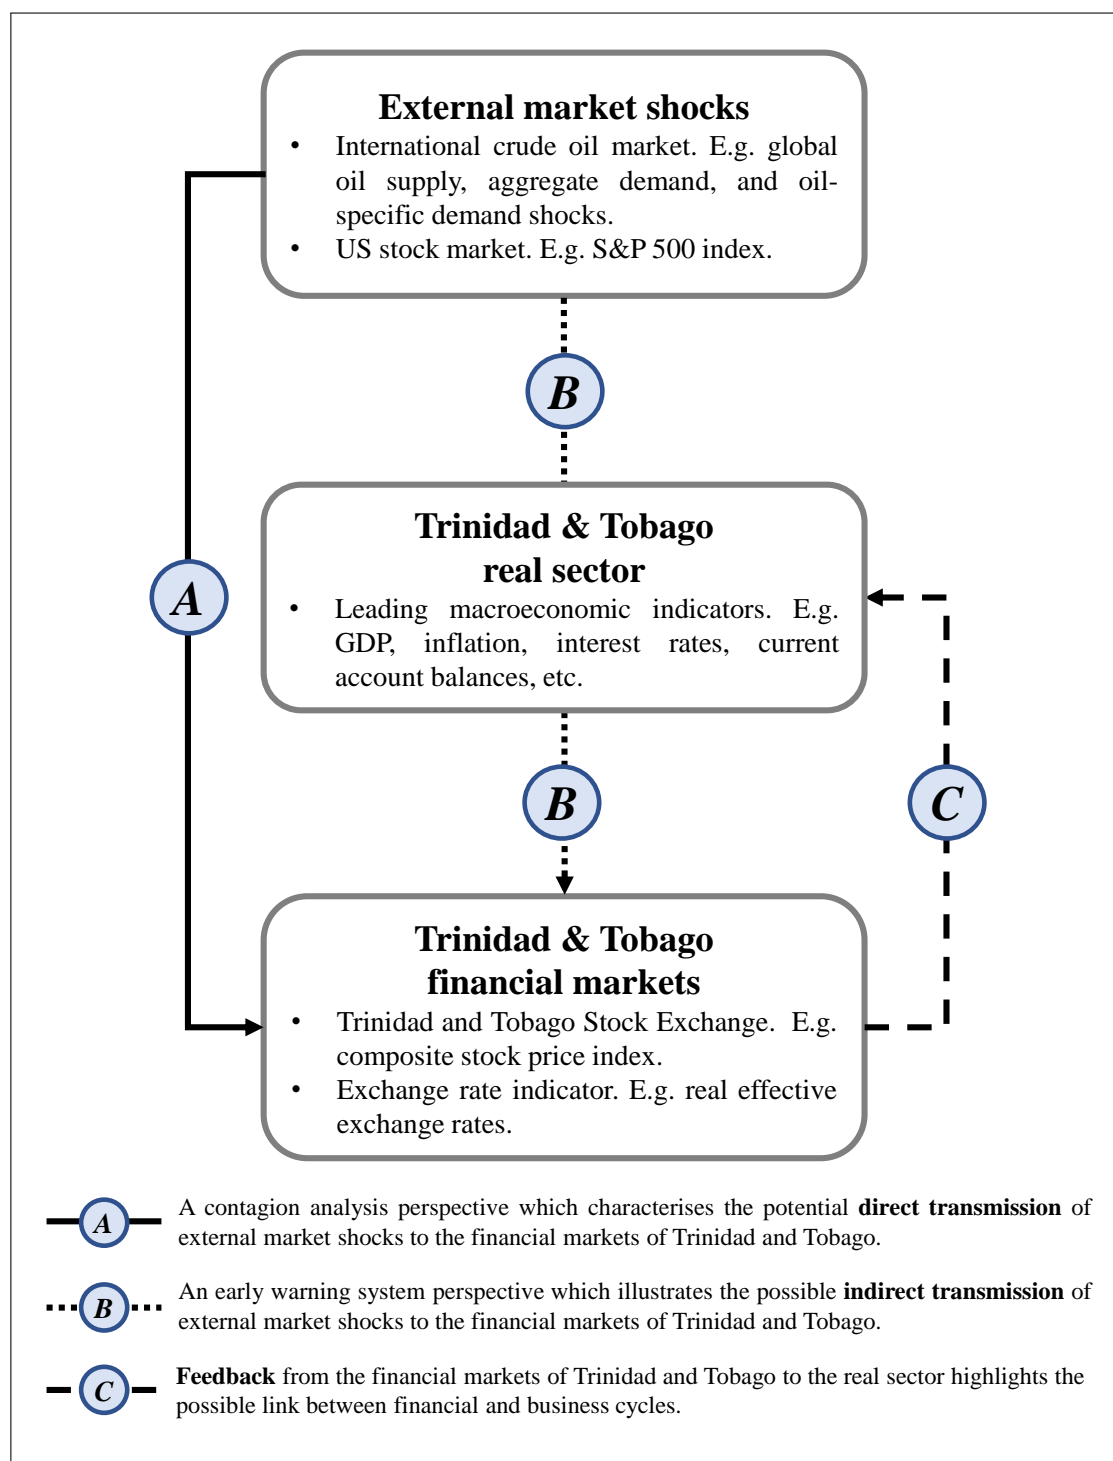 External market shocks
• International crude oil market. E.g. global
oil supply, aggregate demand, and oil-
specific demand shocks.
• US stock market. E.g. S&P 500 index.
B
Trinidad & Tobago
real sector
• Leading macroeconomic indicators. E.g.
GDP, inflation, interest rates, current
account balances, etc.
A
B
C
Trinidad & Tobago
financial markets
• Trinidad and Tobago Stock Exchange. E.g.
composite stock price index.
• Exchange rate indicator. E.g. real effective
exchange rates.
A A contagion analysis perspective which characterises the potential direct transmission of
external market shocks to the financial markets of Trinidad and Tobago.
B An early warning system perspective which illustrates the possible indirect transmission of
external market shocks to the financial markets of Trinidad and Tobago.
C Feedback from the financial markets of Trinidad and Tobago to the real sector highlights the
possible link between financial and business cycles.